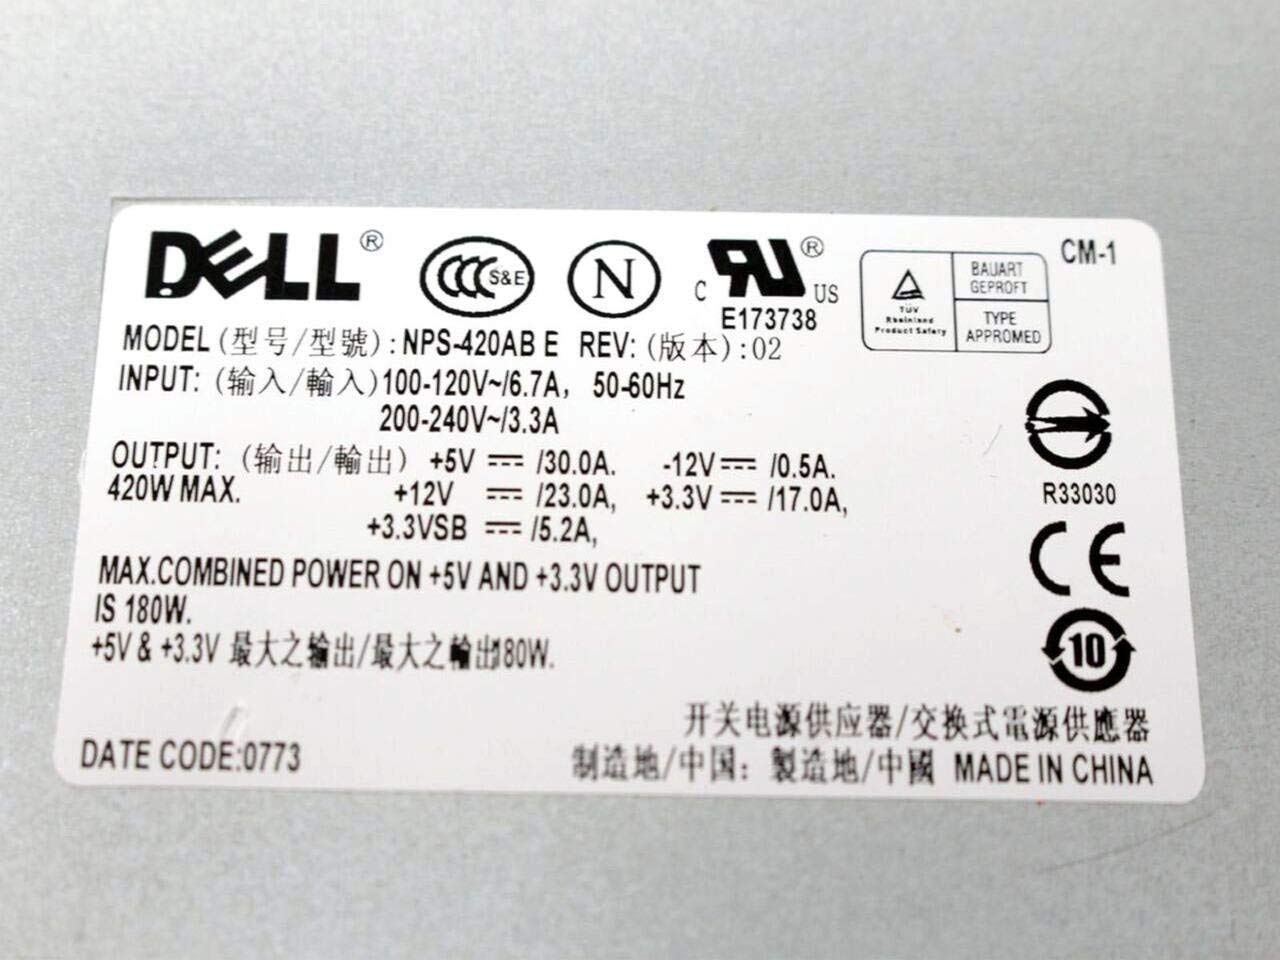 DELL®
S&E
N
C UL US
E173738
TÜV
Rheinland
Product Safety
BAUART
GEPROFT
TYPE
APPROMED
CM-1
MODEL (型号/型號) : NPS-420AB E REV: (版本) : 02
INPUT: (输入/輸入) 100-120V~/6.7A, 50-60Hz
200-240V~/3.3A
OUTPUT: (输出/輸出) +5V ⎓ /30.0A. -12V ⎓ /0.5A.
420W MAX. +12V ⎓ /23.0A, +3.3V ⎓ /17.0A,
+3.3VSB ⎓ /5.2A,
R33030
CE
MAX.COMBINED POWER ON +5V AND +3.3V OUTPUT
IS 180W.
+5V & +3.3V 最大之输出/最大之輸出180W.
10
开关电源供应器/交换式電源供應器
DATE CODE:0773
制造地/中国: 製造地/中國 MADE IN CHINA